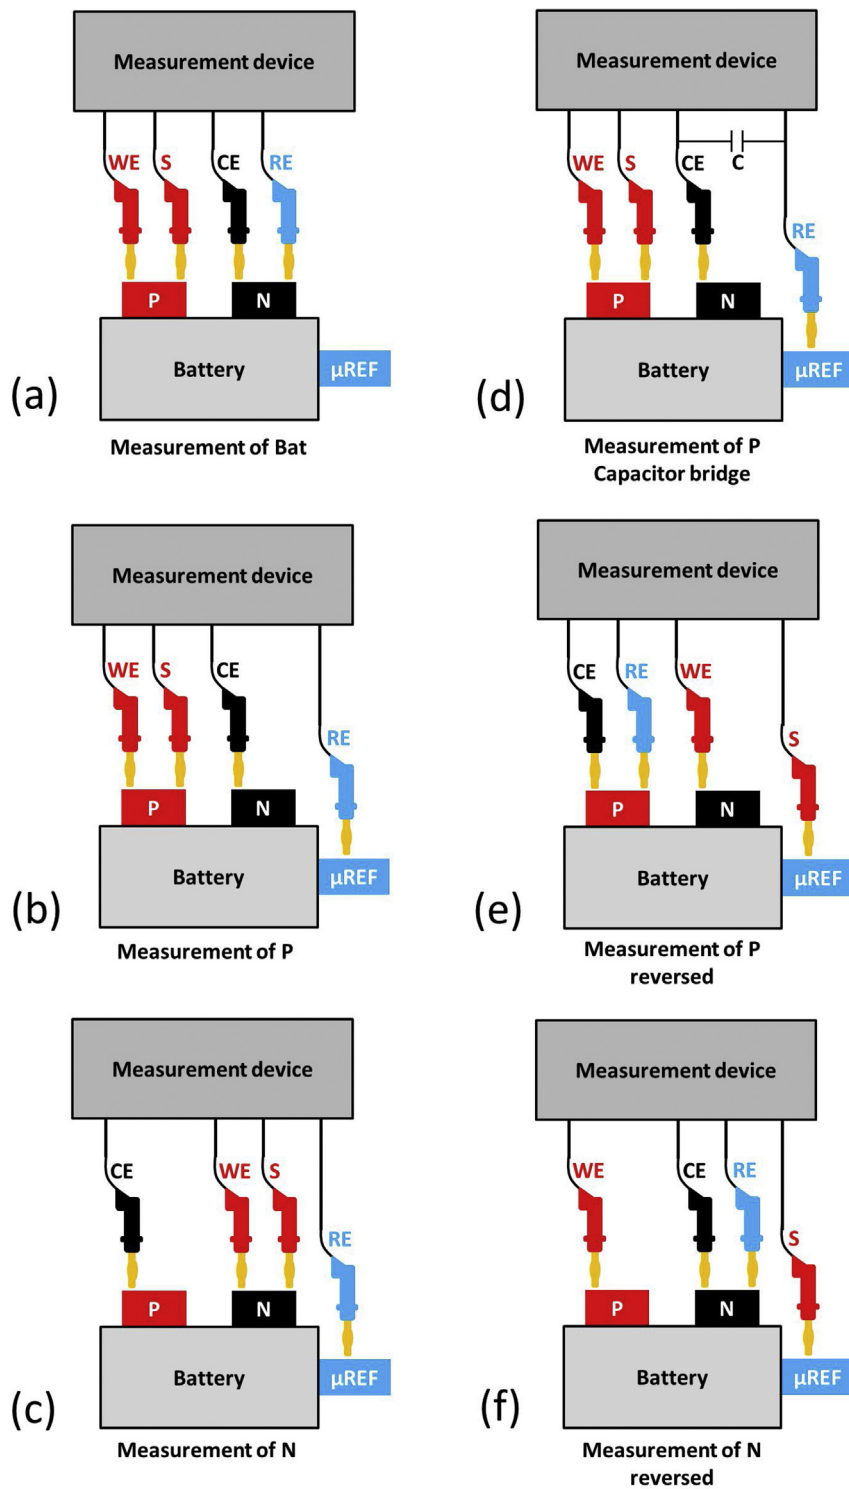 Measurement device
WE S CE RE
P N
Battery
μREF
(a)
Measurement of Bat
Measurement device
WE S CE C
RE
P N
Battery
μREF
(d)
Measurement of P
Capacitor bridge
Measurement device
WE S CE
RE
P N
Battery
μREF
(b)
Measurement of P
Measurement device
CE RE WE
S
P N
Battery
μREF
(e)
Measurement of P
reversed
Measurement device
CE WE S
RE
P N
Battery
μREF
(c)
Measurement of N
Measurement device
WE CE RE
S
P N
Battery
μREF
(f)
Measurement of N
reversed